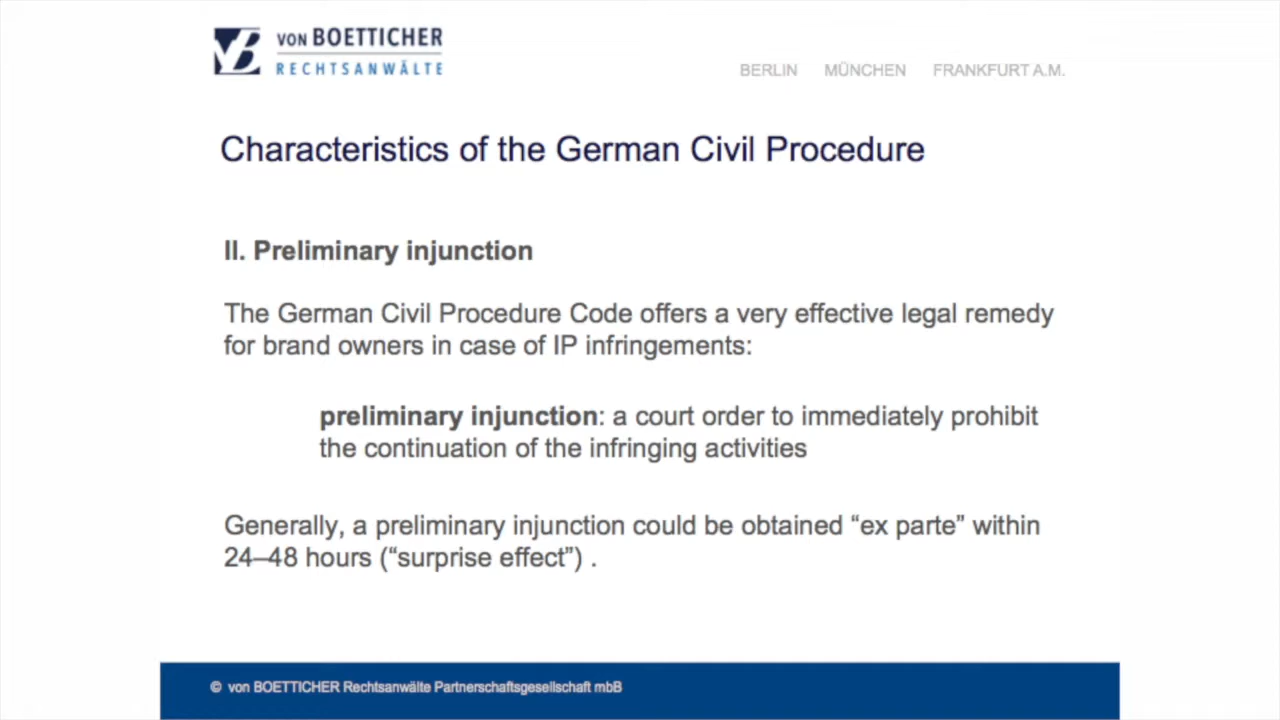 VON BOETTICHER
RECHTSANWÄLTE
BERLIN MÜNCHEN FRANKFURT A.M.
Characteristics of the German Civil Procedure
II. Preliminary injunction
The German Civil Procedure Code offers a very effective legal remedy
for brand owners in case of IP infringements:
preliminary injunction: a court order to immediately prohibit
the continuation of the infringing activities
Generally, a preliminary injunction could be obtained “ex parte” within
24–48 hours (“surprise effect”) .
© von BOETTICHER Rechtsanwälte Partnerschaftsgesellschaft mbB